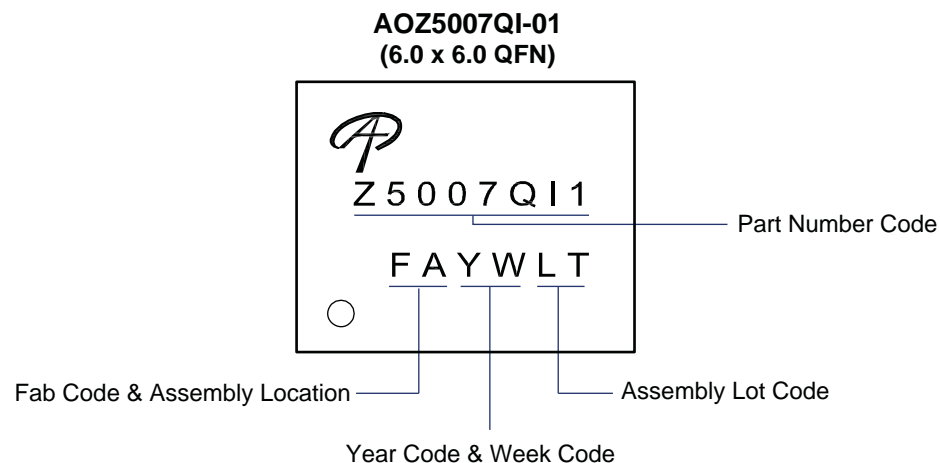 AOZ5007QI-01
(6.0 x 6.0 QFN)
Z5007QI1
Part Number Code
FAYWLT
Fab Code & Assembly Location
Assembly Lot Code
Year Code & Week Code